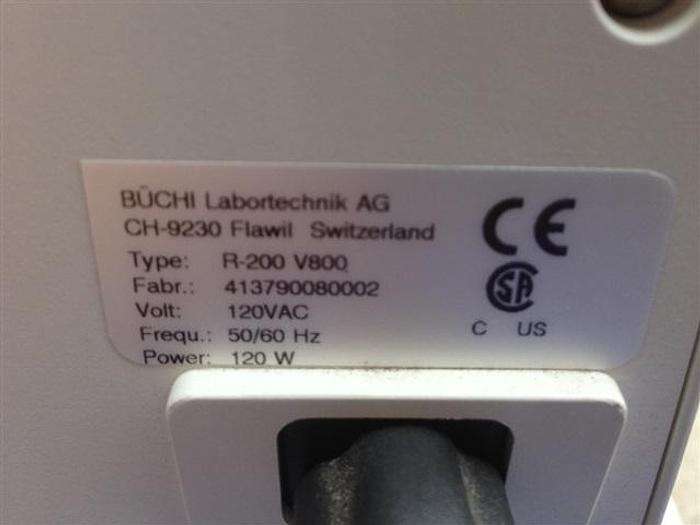 BÜCHI Labortechnik AG
CH-9230 Flawil Switzerland
Type: R-200 V800
Fabr.: 413790080002
Volt: 120VAC
Frequ.: 50/60 Hz
Power: 120 W
CE
SA
C US